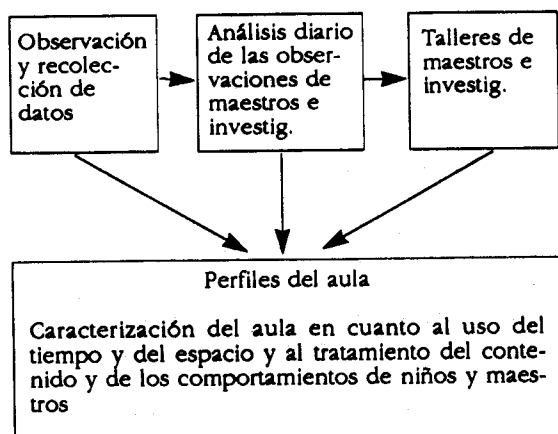 Observación
y recolec-
ción de
datos
Análisis diario
de las obser-
vaciones de
maestros e
investig.
Talleres de
maestros e
investig.
Perfiles del aula
Caracterización del aula en cuanto al uso del
tiempo y del espacio y al tratamiento del conte-
nido y de los comportamientos de niños y maes-
tros